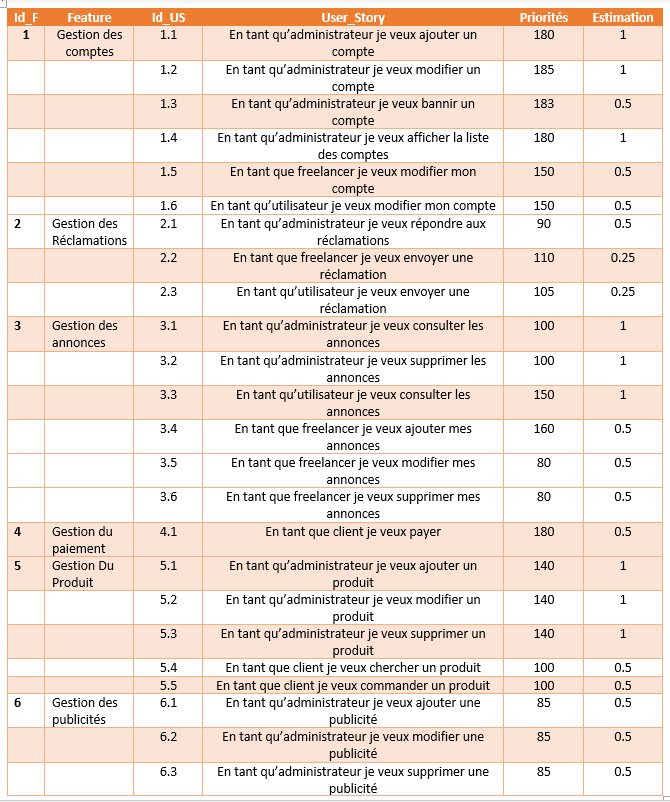 Id_F Feature Id_US User_Story Priorités Estimation
1 Gestion des 1.1 En tant qu'administrateur je veux ajouter un 180 1
comptes compte
1.2 En tant qu'administrateur je veux modifier un 185 1
compte
1.3 En tant qu'administrateur je veux bannir un 183 0.5
compte
1.4 En tant qu'administrateur je veux afficher la liste 180 1
des comptes
1.5 En tant que freelancer je veux modifier mon 150 0.5
compte
1.6 En tant qu'utilisateur je veux modifier mon compte 150 0.5
2 Gestion des 2.1 En tant qu'administrateur je veux répondre aux 90 0.5
Réclamations réclamations
2.2 En tant que freelancer je veux envoyer une 110 0.25
réclamation
2.3 En tant qu'utilisateur je veux envoyer une 105 0.25
réclamation
3 Gestion des 3.1 En tant qu'administrateur je veux consulter les 100 1
annonces annonces
3.2 En tant qu'administrateur je veux supprimer les 100 1
annonces
3.3 En tant qu'utilisateur je veux consulter les 150 1
annonces
3.4 En tant que freelancer je veux ajouter mes 160 0.5
annonces
3.5 En tant que freelancer je veux modifier mes 80 0.5
annonces
3.6 En tant que freelancer je veux supprimer mes 80 0.5
annonces
4 Gestion du 4.1 En tant que client je veux payer 180 0.5
paiement
5 Gestion Du 5.1 En tant qu'administrateur je veux ajouter un 140 1
Produit produit
5.2 En tant qu'administrateur je veux modifier un 140 1
produit
5.3 En tant qu'administrateur je veux supprimer un 140 1
produit
5.4 En tant que client je veux chercher un produit 100 0.5
5.5 En tant que client je veux commander un produit 100 0.5
6 Gestion des 6.1 En tant qu'administrateur je veux ajouter une 85 0.5
publicités publicité
6.2 En tant qu'administrateur je veux modifier une 85 0.5
publicité
6.3 En tant qu'administrateur je veux supprimer une 85 0.5
publicité